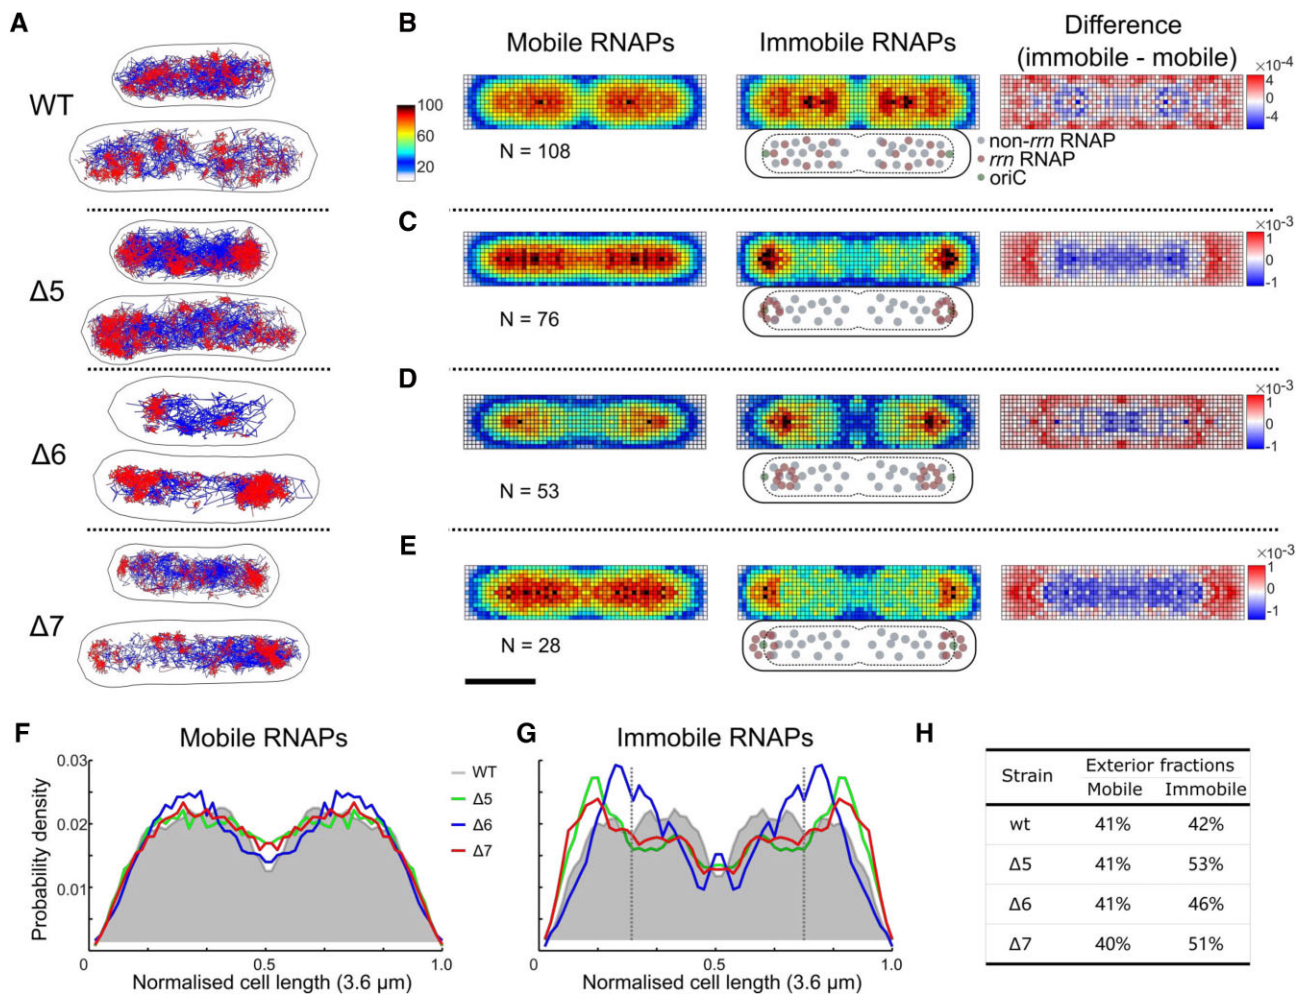 A
B
Mobile RNAPs
Immobile RNAPs
Difference
(immobile - mobile)
WT
100
60
20
×10⁻⁴
4
0
-4
N = 108
non-rrn RNAP
rrn RNAP
oriC
C
Δ5
×10⁻³
1
0
-1
N = 76
D
Δ6
×10⁻³
1
0
-1
N = 53
E
Δ7
×10⁻³
1
0
-1
N = 28
F
Mobile RNAPs
Probability density
0.03
0.02
0.01
0
0.5
1.0
Normalised cell length (3.6 µm)
WT
Δ5
Δ6
Δ7
G
Immobile RNAPs
0
0.5
1.0
Normalised cell length (3.6 µm)
H
Strain Exterior fractions
Mobile Immobile
wt 41% 42%
Δ5 41% 53%
Δ6 41% 46%
Δ7 40% 51%